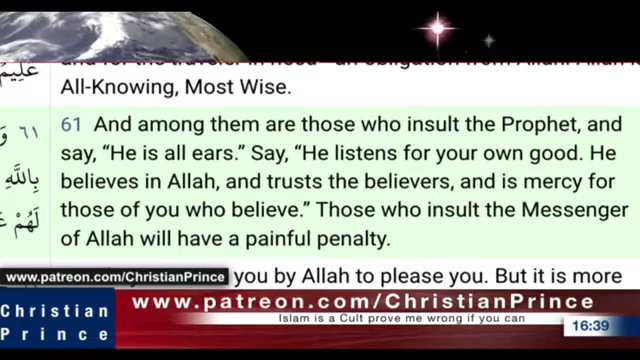 All-Knowing, Most Wise.
61 And among them are those who insult the Prophet, and
say, “He is all ears.” Say, “He listens for your own good. He
believes in Allah, and trusts the believers, and is mercy for
those of you who believe.” Those who insult the Messenger
of Allah will have a painful penalty.
٦١
بِاللَّهِ
لَهُمْ
www.patreon.com/ChristianPrince
you by Allah to please you. But it is more
Christian
Prince
www.patreon.com/ChristianPrince
Islam is a Cult prove me wrong if you can
16:39